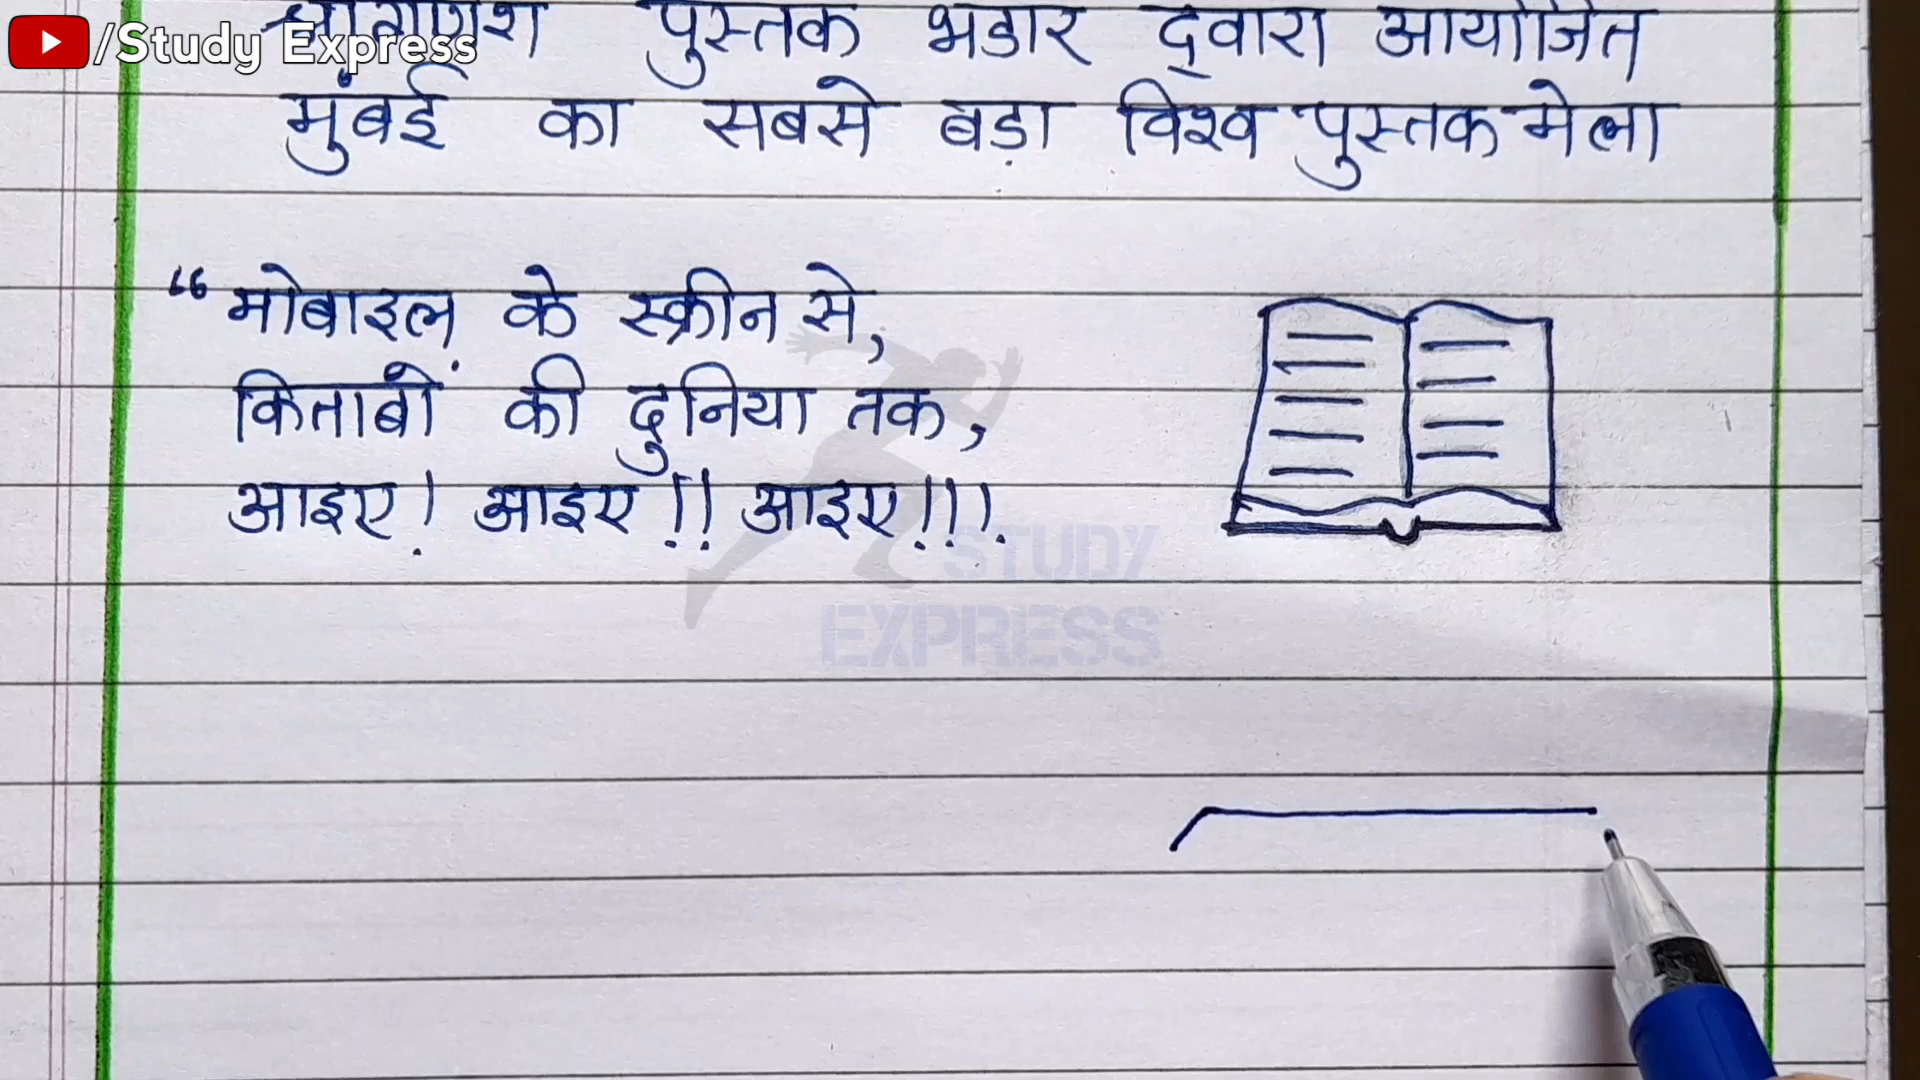 /Study Express
पुस्तक भंडार द्वारा आयोजित
मुंबई का सबसे बड़ा विश्व पुस्तक मेला
“मोबाइल के स्क्रीन से,
किताबों की दुनिया तक,
आइए! आइए!! आइए!!!
STUDY
EXPRESS